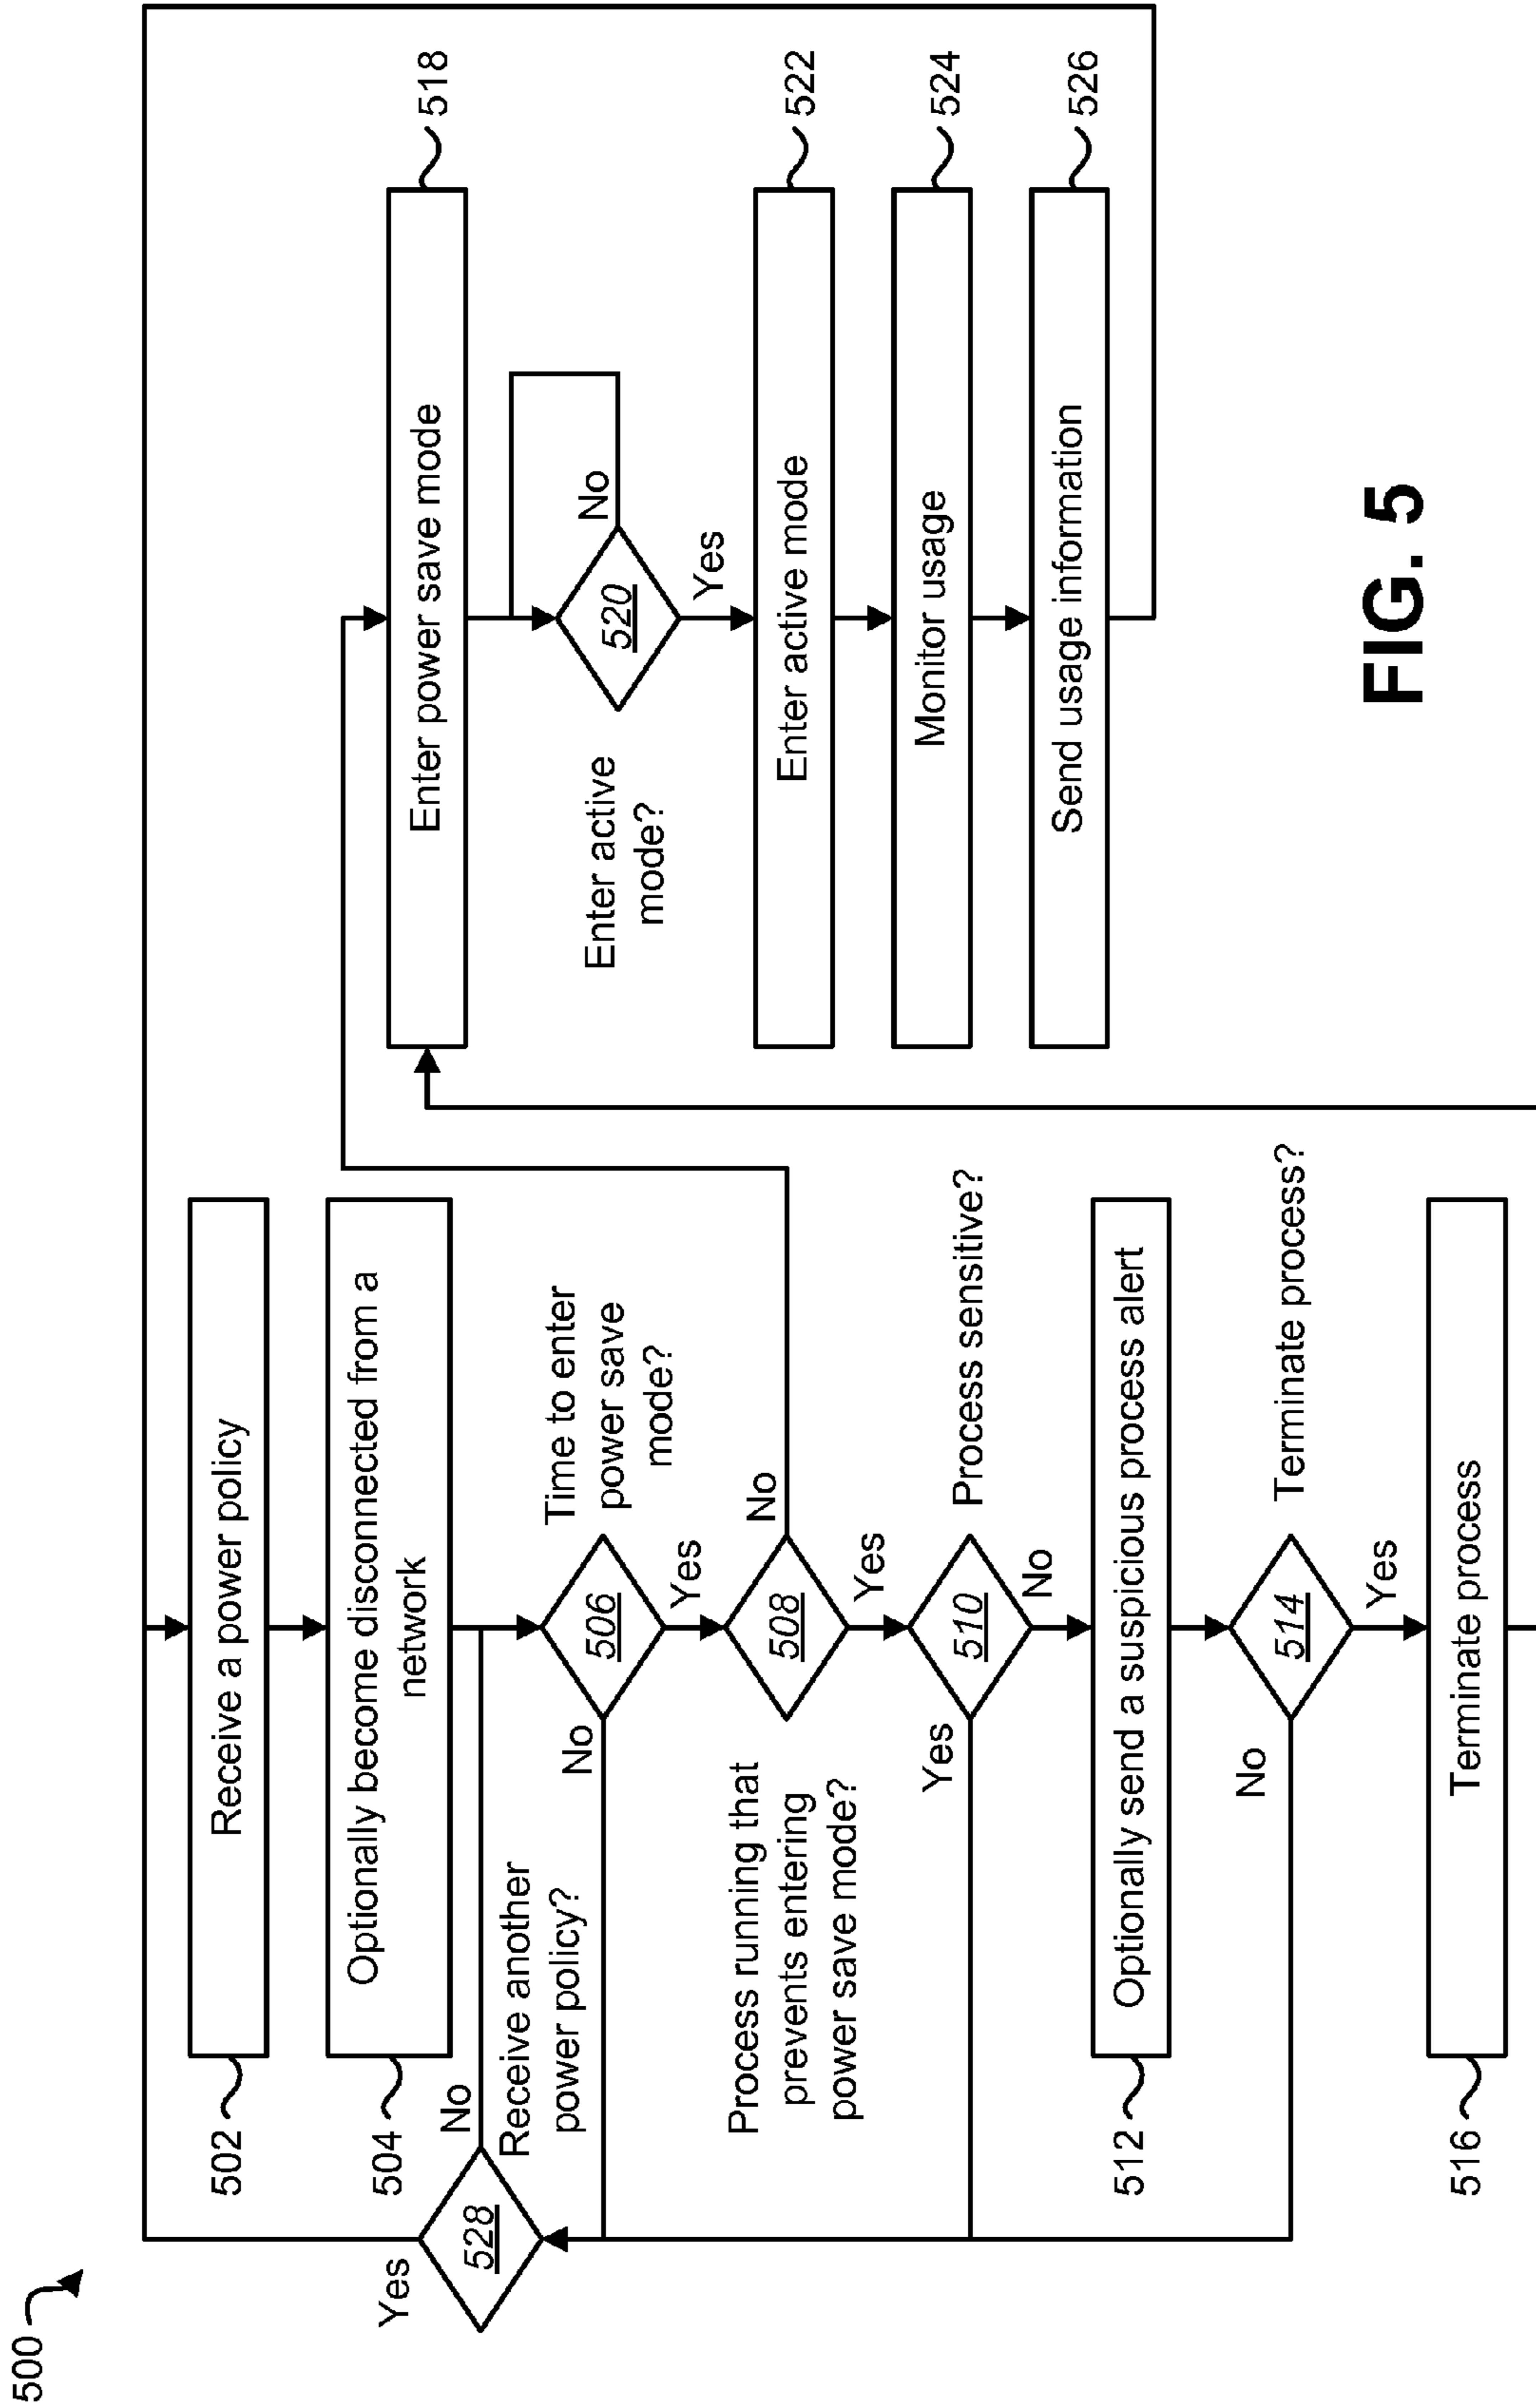 500
502
Receive a power policy
504
Optionally become disconnected from a
network
528
Yes
No
Receive another
power policy?
506
Time to enter
power save
mode?
No
Yes
508
Process running that
prevents entering
power save mode?
No
Yes
510
Process sensitive?
Yes
No
512
Optionally send a suspicious process alert
514
Terminate process?
No
Yes
516
Terminate process
518
Enter power save mode
520
Enter active
mode?
No
Yes
522
Enter active mode
524
Monitor usage
526
Send usage information
FIG. 5